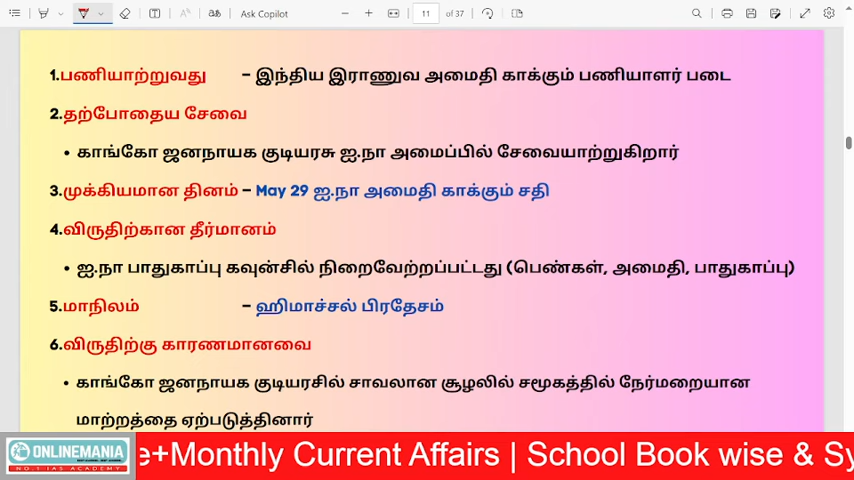 Ask Copilot
11 of 37
1.பணியாற்றுவது – இந்திய இராணுவ அமைதி காக்கும் பணியாளர் படை
2.தற்போதைய சேவை
• காங்கோ ஜனநாயக குடியரசு ஐ.நா அமைப்பில் சேவையாற்றுகிறார்
3.முக்கியமான தினம் – May 29 ஐ.நா அமைதி காக்கும் சதி
4.விருதிற்கான தீர்மானம்
• ஐ.நா பாதுகாப்பு கவுன்சில் நிறைவேற்றப்பட்டது (பெண்கள், அமைதி, பாதுகாப்பு)
5.மாநிலம் – ஹிமாச்சல் பிரதேசம்
6.விருதிற்கு காரணமானவை
• காங்கோ ஜனநாயக குடியரசில் சாவலான சூழலில் சமூகத்தில் நேர்மறையான
மாற்றத்தை ஏற்படுத்தினார்
ONLINEMANIA
NO.1 IAS ACADEMY
e+Monthly Current Affairs | School Book wise & Sy